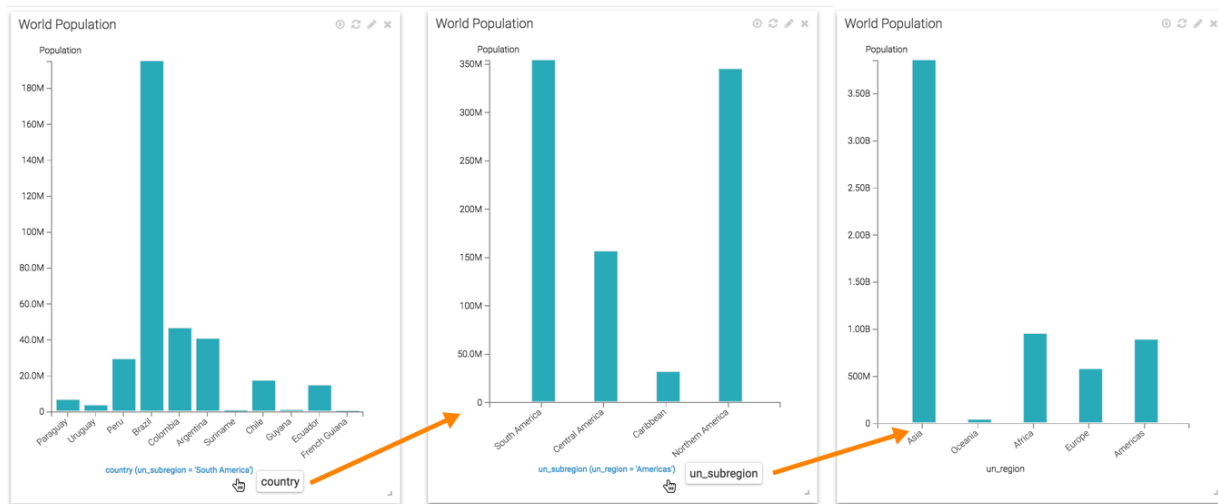 World Population
Population
180M
160M
140M
120M
100M
80.0M
60.0M
40.0M
20.0M
0
Paraguay
Uruguay
Peru
Brazil
Colombia
Argentina
Suriname
Chile
Guyana
Ecuador
French Guiana
country (un_subregion = 'South America')
country
World Population
Population
350M
300M
250M
200M
150M
100M
50.0M
0
South America
Central America
Caribbean
Northern America
un_subregion (un_region = 'Americas')
un_subregion
World Population
Population
3.50B
3.00B
2.50B
2.00B
1.50B
1.00B
500M
0
Asia
Oceania
Africa
Europe
Americas
un_region